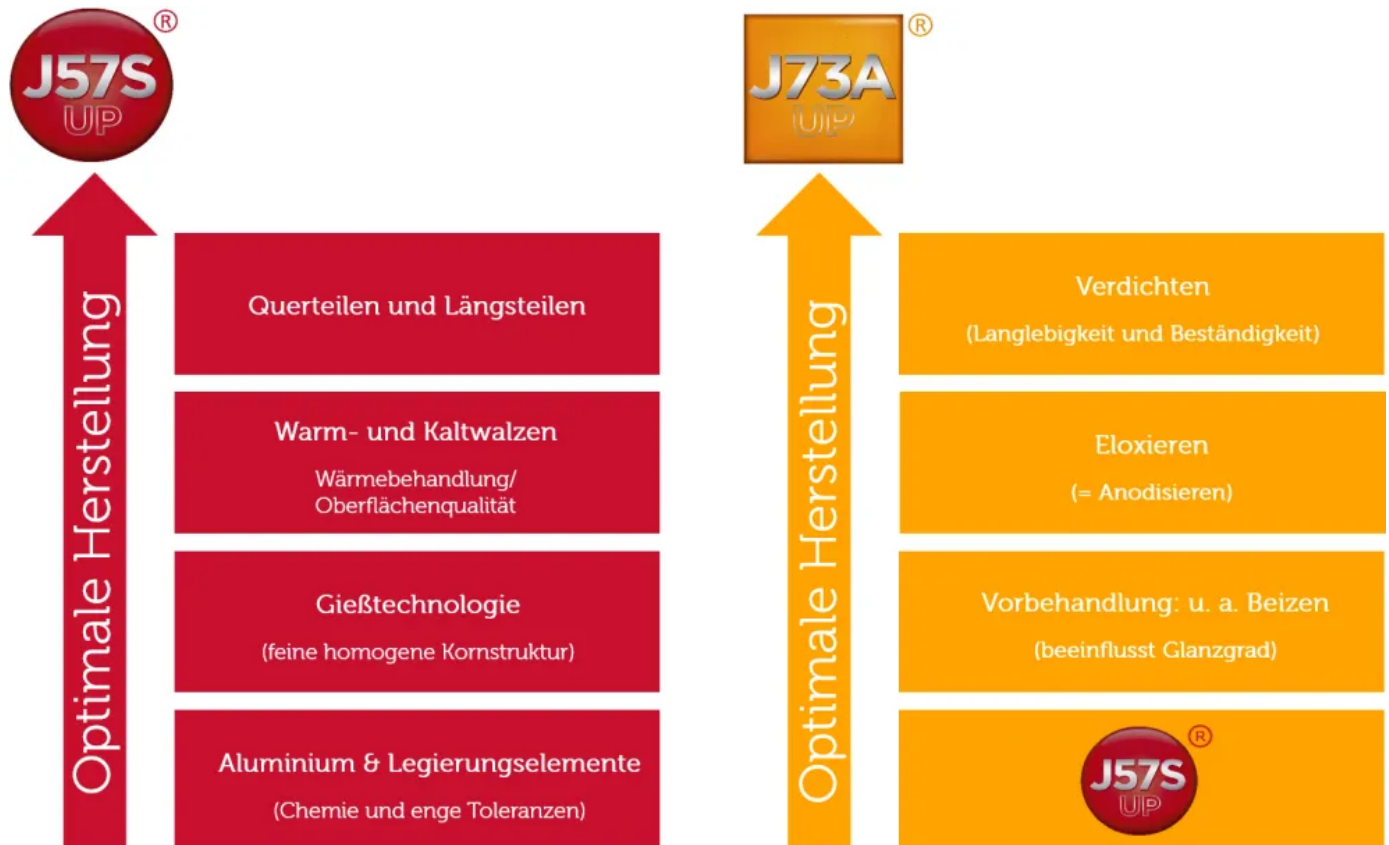 J57S
UP
®
Optimale Herstellung
Querteilen und Längsteilen
Warm- und Kaltwalzen
Wärmebehandlung/
Oberflächenqualität
Gießtechnologie
(feine homogene Kornstruktur)
Aluminium & Legierungselemente
(Chemie und enge Toleranzen)
J73A
UP
®
Optimale Herstellung
Verdichten
(Langlebigkeit und Beständigkeit)
Eloxieren
(= Anodisieren)
Vorbehandlung: u. a. Beizen
(beeinflusst Glanzgrad)
J57S
UP
®